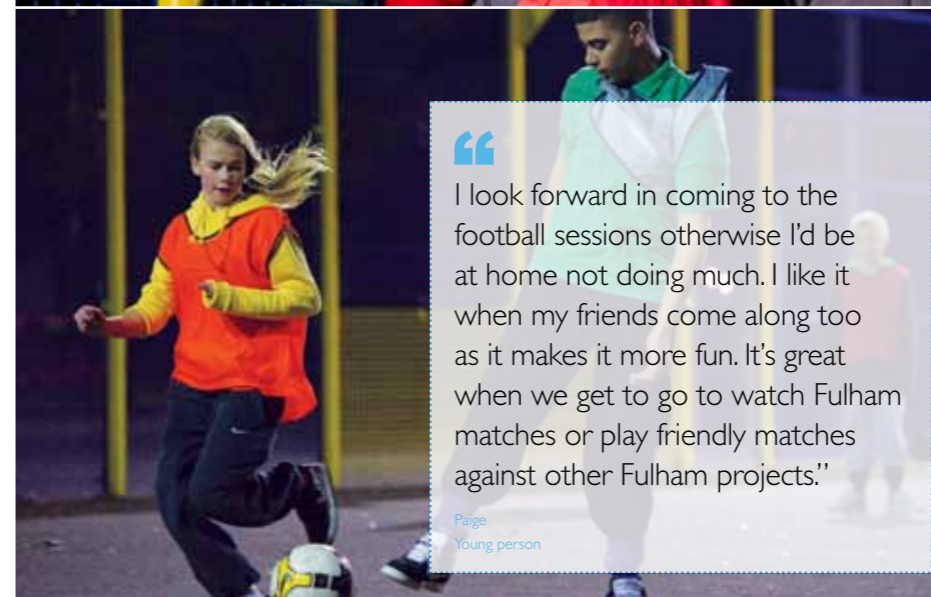 “
I look forward in coming to the
football sessions otherwise I’d be
at home not doing much. I like it
when my friends come along too
as it makes it more fun. It’s great
when we get to go to watch Fulham
matches or play friendly matches
against other Fulham projects.”
Paige
Young person